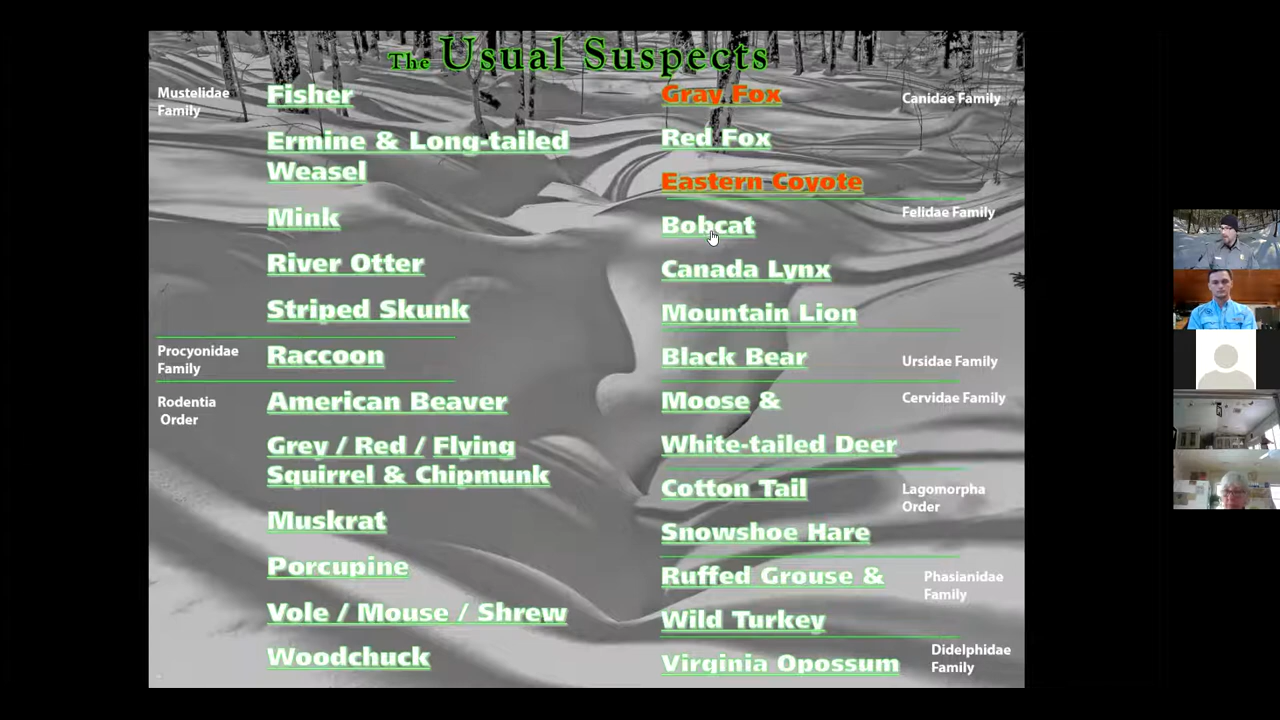 The Usual Suspects
Mustelidae
Family
Fisher
Ermine & Long-tailed
Weasel
Mink
River Otter
Striped Skunk
Procyonidae
Family
Raccoon
Rodentia
Order
American Beaver
Grey / Red / Flying
Squirrel & Chipmunk
Muskrat
Porcupine
Vole / Mouse / Shrew
Woodchuck
Gray Fox
Canidae Family
Red Fox
Eastern Coyote
Felidae Family
Bobcat
Canada Lynx
Mountain Lion
Black Bear
Ursidae Family
Moose &
Cervidae Family
White-tailed Deer
Cotton Tail
Lagomorpha
Order
Snowshoe Hare
Ruffed Grouse &
Phasianidae
Family
Wild Turkey
Virginia Opossum
Didelphidae
Family